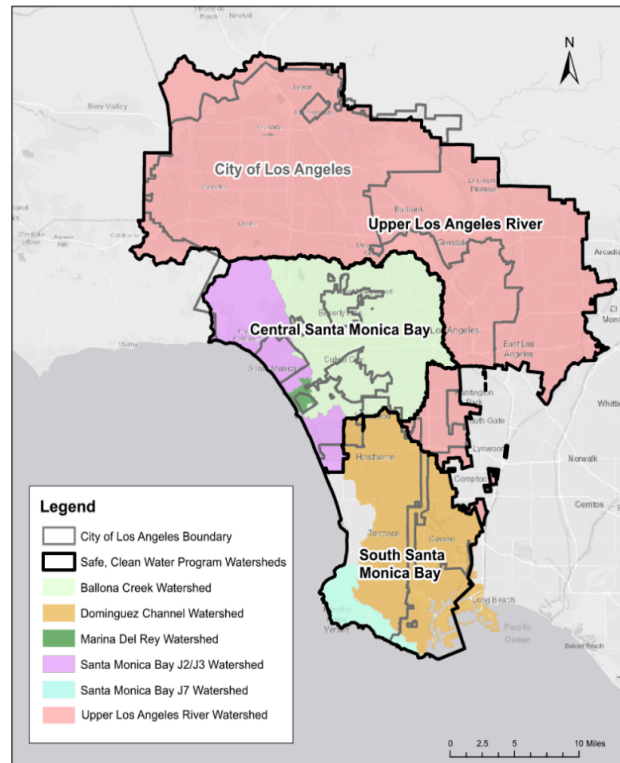 N
Simi Valley
City of Los Angeles
Burbank
Upper Los Angeles River
Glendale
Arcadia
El
Central Santa Monica Bay
Los Angeles
East Los
Angeles
Culver City
Santa Monica
Huntington
Park
South Gate
Whitti
Lynwood
Norwalk
Hawthorne
Compton
Cerritos
Torrance
Carson
South Santa
Monica Bay
Long Beach
Pacific
Ocean
Legend
City of Los Angeles Boundary
Safe, Clean Water Program Watersheds
Ballona Creek Watershed
Dominguez Channel Watershed
Marina Del Rey Watershed
Santa Monica Bay J2/J3 Watershed
Santa Monica Bay J7 Watershed
Upper Los Angeles River Watershed
0 2.5 5 10 Miles